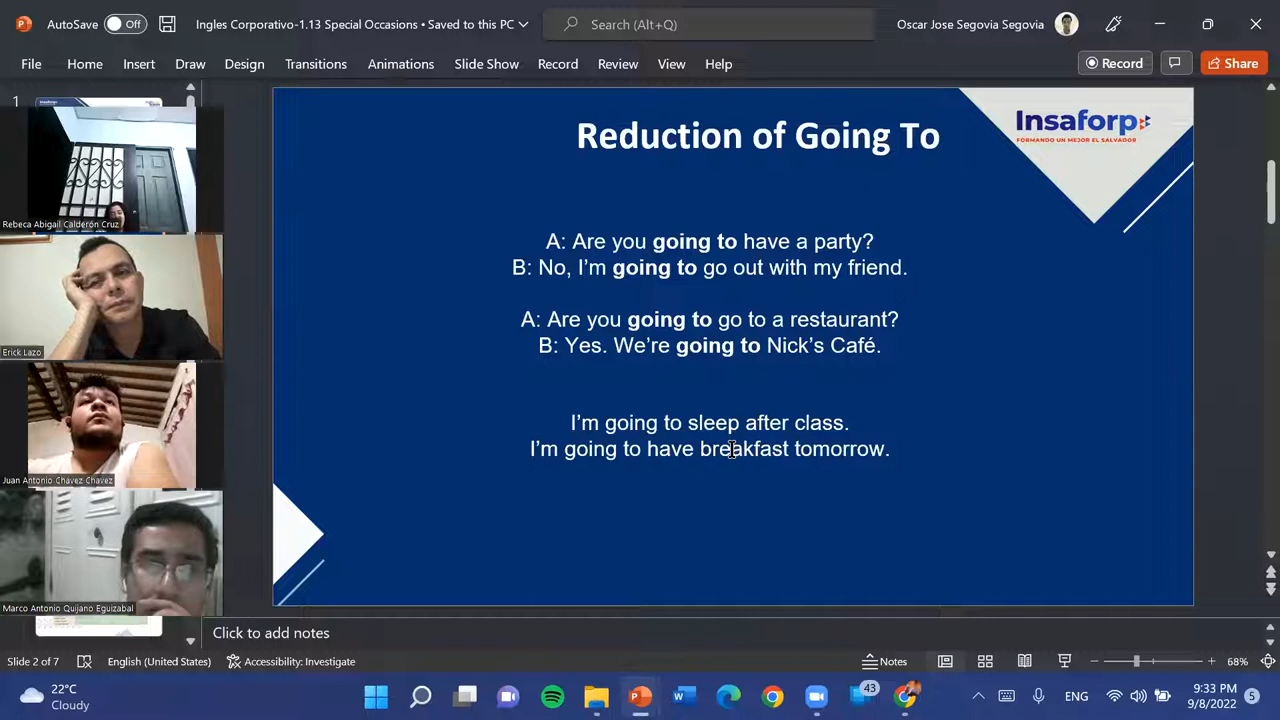 AutoSave Off
Ingles Corporativo-1.13 Special Occasions • Saved to this PC
Search (Alt+Q)
Oscar Jose Segovia Segovia
File Home Insert Draw Design Transitions Animations Slide Show Record Review View Help
Record
Share
1
Rebeca Abigail Calderón Cruz
Erick Lazo
Juan Antonio Chavez Chavez
Marco Antonio Quijano Eguizabal
Insaforp
FORMANDO UN MEJOR EL SALVADOR
Reduction of Going To
A: Are you going to have a party?
B: No, I'm going to go out with my friend.
A: Are you going to go to a restaurant?
B: Yes. We're going to Nick's Café.
I'm going to sleep after class.
I'm going to have breakfast tomorrow.
Click to add notes
Slide 2 of 7
English (United States)
Accessibility: Investigate
Notes
68%
22°C
Cloudy
43
ENG
9:33 PM
9/8/2022
5